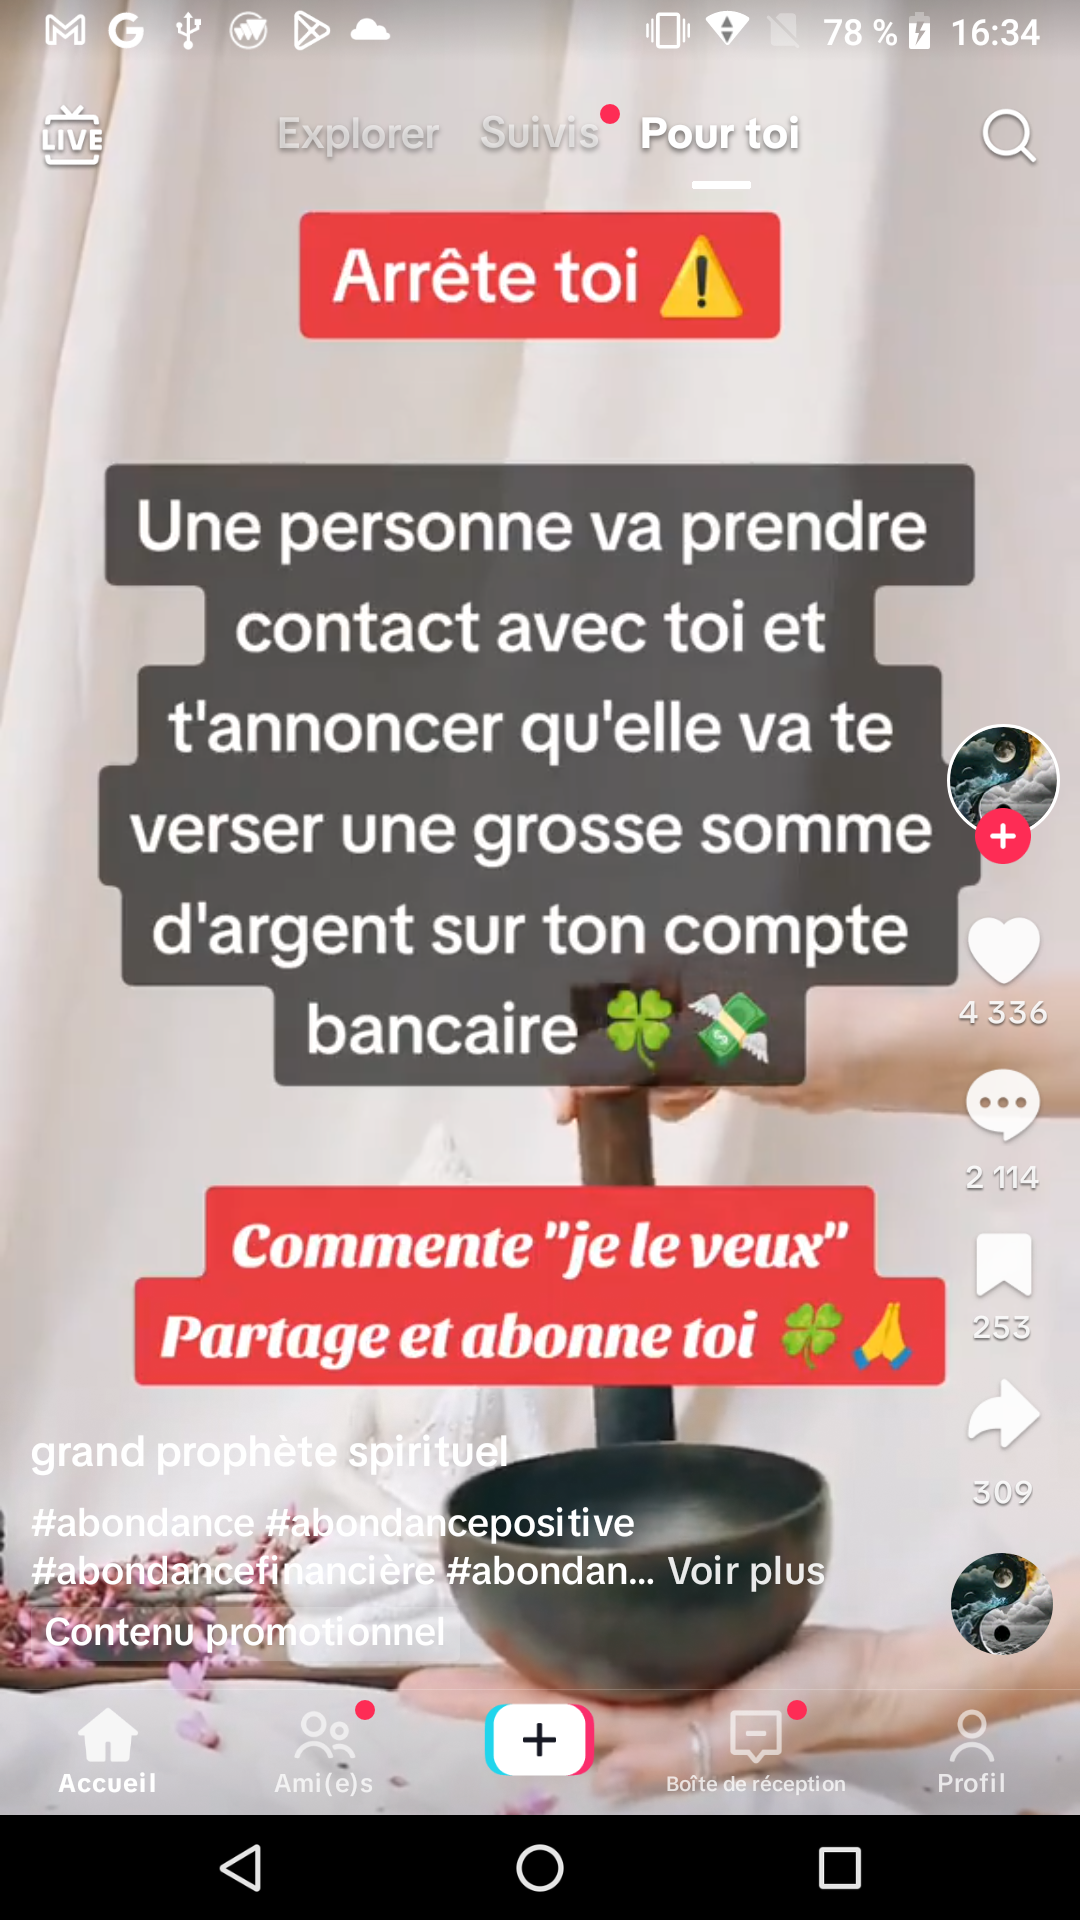 78 % 16:34
LIVE Explorer Suivis Pour toi
Arrête toi ⚠️
Une personne va prendre
contact avec toi et
t'annoncer qu'elle va te
verser une grosse somme
d'argent sur ton compte
bancaire 🍀💸
4 336
2 114
Commente "je le veux"
Partage et abonne toi 🍀🙏
253
grand prophète spirituel
309
#abondance #abondancepositive
#abondancefinancière #abondan... Voir plus
Contenu promotionnel
Accueil Ami(e)s Boîte de réception Profil